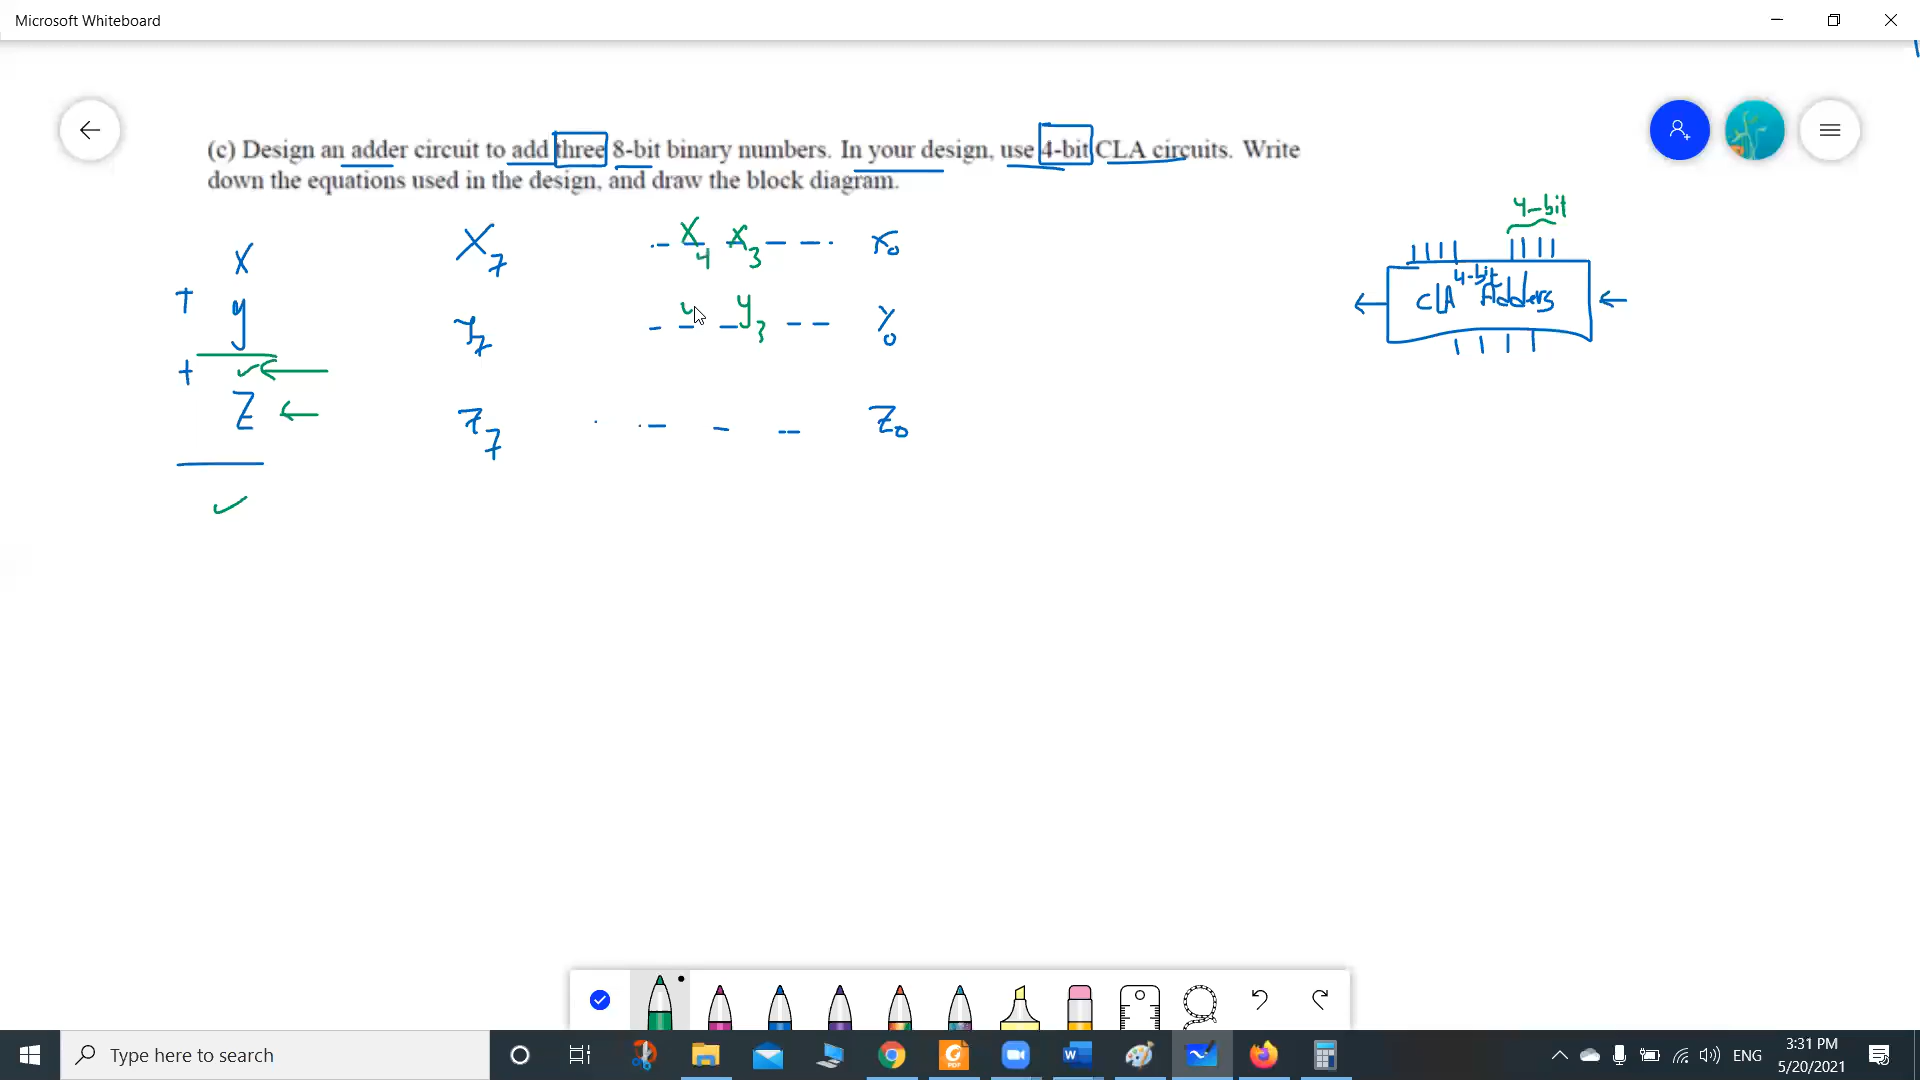 Microsoft Whiteboard
(c) Design an adder circuit to add three 8-bit binary numbers. In your design, use 4-bit CLA circuits. Write
down the equations used in the design, and draw the block diagram.
4-bit
X
X7 X4 X3 x0
+
y
y7 y3 y0
+
Z
Z7 Z0
4-bit
CLA Adders
Type here to search
ENG
3:31 PM
5/20/2021